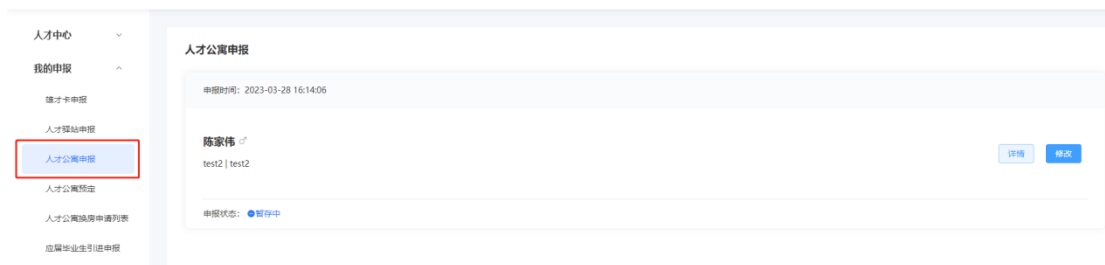 人才中心
我的申报
雄才卡申报
人才驿站申报
人才公寓申报
人才公寓预定
人才公寓换房申请列表
应届毕业生引进申报
人才公寓申报
申报时间：2023-03-28 16:14:06
陈家伟
test2 | test2
详情 修改
申报状态： 暂存中